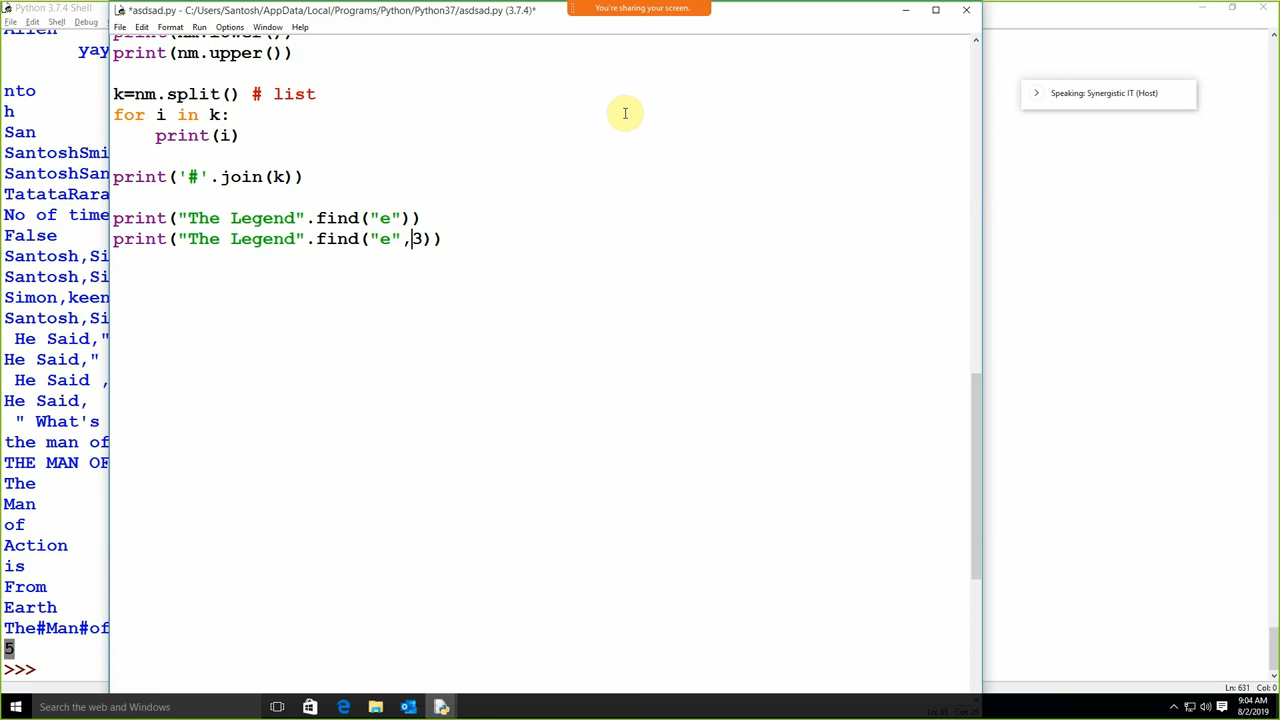 Python 3.7.4 Shell
File Edit Shell Debug
yay
nto
h
San
SantoshSmi
SantoshSan
TatataRara
No of time
False
Santosh,Si
Santosh,Si
Simon,keen
Santosh,Si
He Said,"
He Said,"
He Said ,
He Said,
" What's
the man of
THE MAN OF
The
Man
of
Action
is
From
Earth
The#Man#of
5
>>>
*asdsad.py - C:/Users/Santosh/AppData/Local/Programs/Python/Python37/asdsad.py (3.7.4)*
File Edit Format Run Options Window Help
print(nm.lower())
print(nm.upper())
k=nm.split() # list
for i in k:
print(i)
print('#'.join(k))
print("The Legend".find("e"))
print("The Legend".find("e",3))
You're sharing your screen.
Speaking: Synergistic IT (Host)
Ln: 631 Col: 0
Search the web and Windows
9:04 AM
8/2/2019